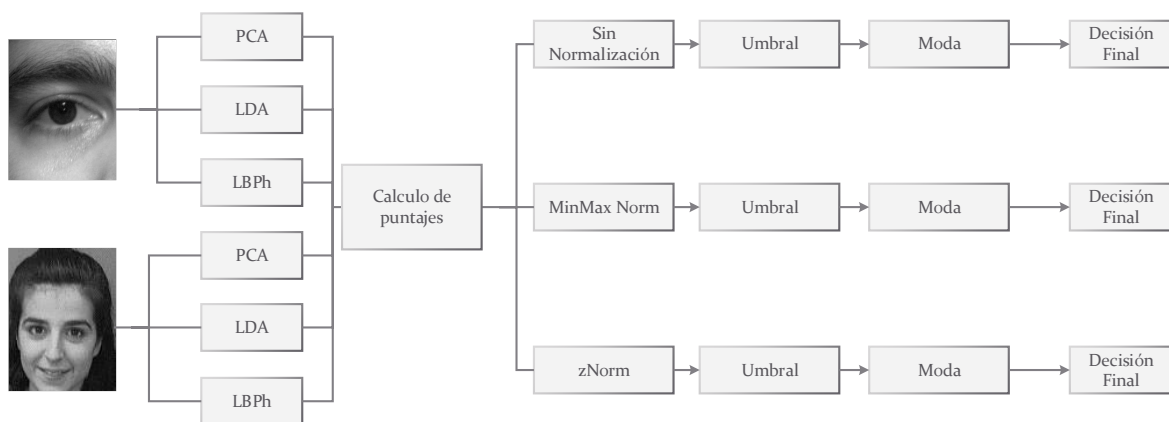 PCA
LDA
LBPh
PCA
LDA
LBPh
Calculo de
puntajes
Sin
Normalización
Umbral
Moda
Decisión
Final
MinMax Norm
Umbral
Moda
Decisión
Final
zNorm
Umbral
Moda
Decisión
Final